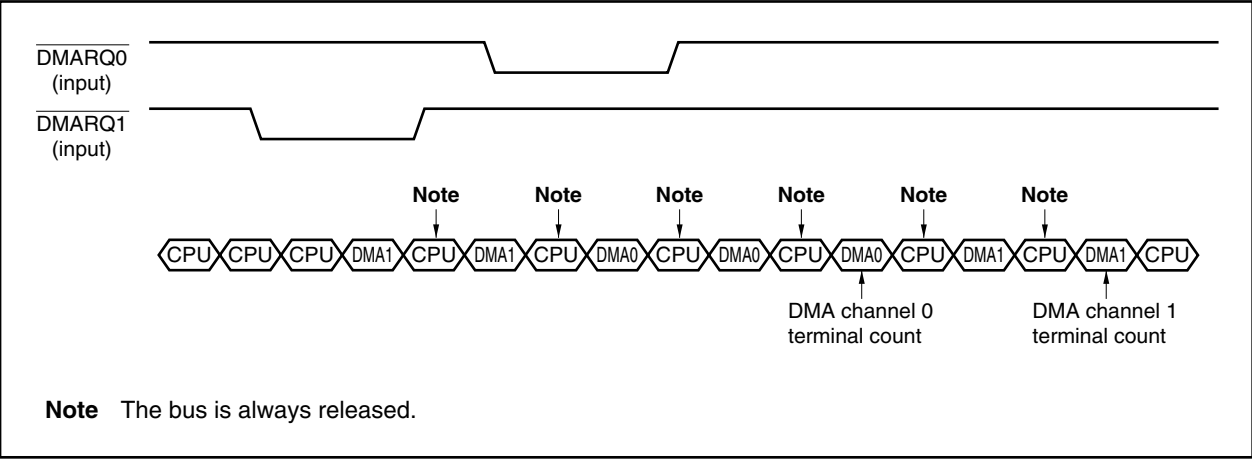 DMARQ0
(input)
DMARQ1
(input)
Note Note Note Note Note Note
CPU CPU CPU DMA1 CPU DMA1 CPU DMA0 CPU DMA0 CPU DMA0 CPU DMA1 CPU DMA1 CPU
DMA channel 0
terminal count
DMA channel 1
terminal count
Note The bus is always released.